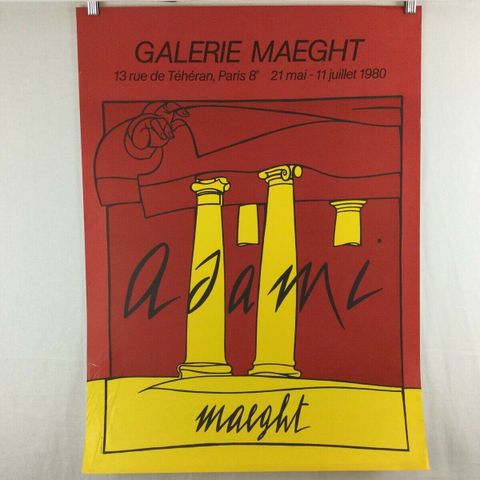 GALERIE MAEGHT
13 rue de Téhéran, Paris 8e 21 mai - 11 juillet 1980
adami
maeght